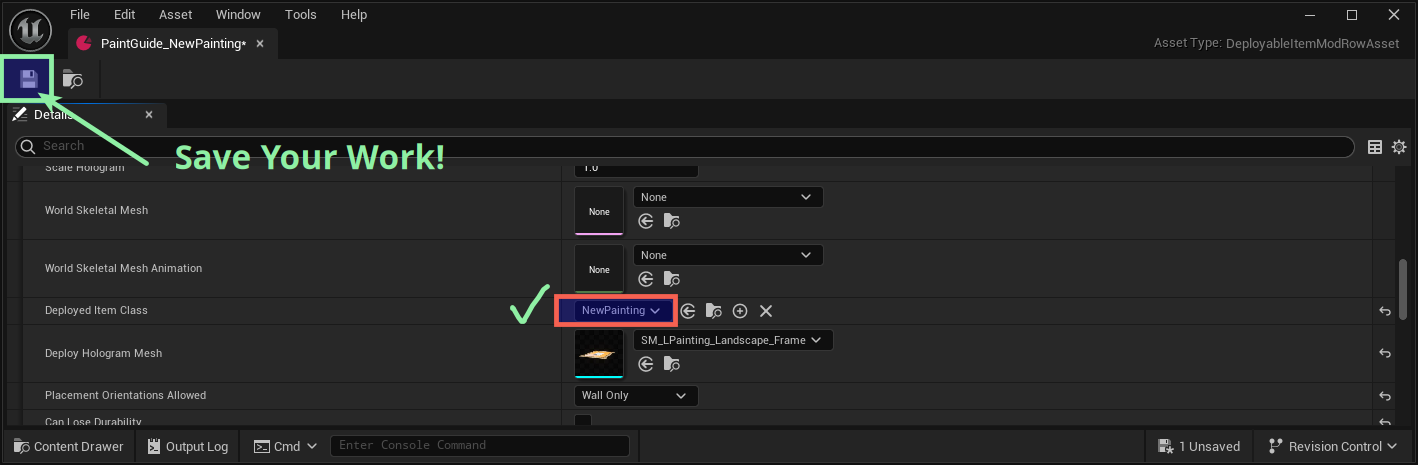 File Edit Asset Window Tools Help
PaintGuide_NewPainting*
Asset Type: DeployableItemModRowAsset
Details
Search
Save Your Work!
Scale Hologram 1.0
World Skeletal Mesh None None
World Skeletal Mesh Animation None None
Deployed Item Class NewPainting
Deploy Hologram Mesh SM_LPainting_Landscape_Frame
Placement Orientations Allowed Wall Only
Can Lose Durability
Content Drawer Output Log Cmd Enter Console Command 1 Unsaved Revision Control